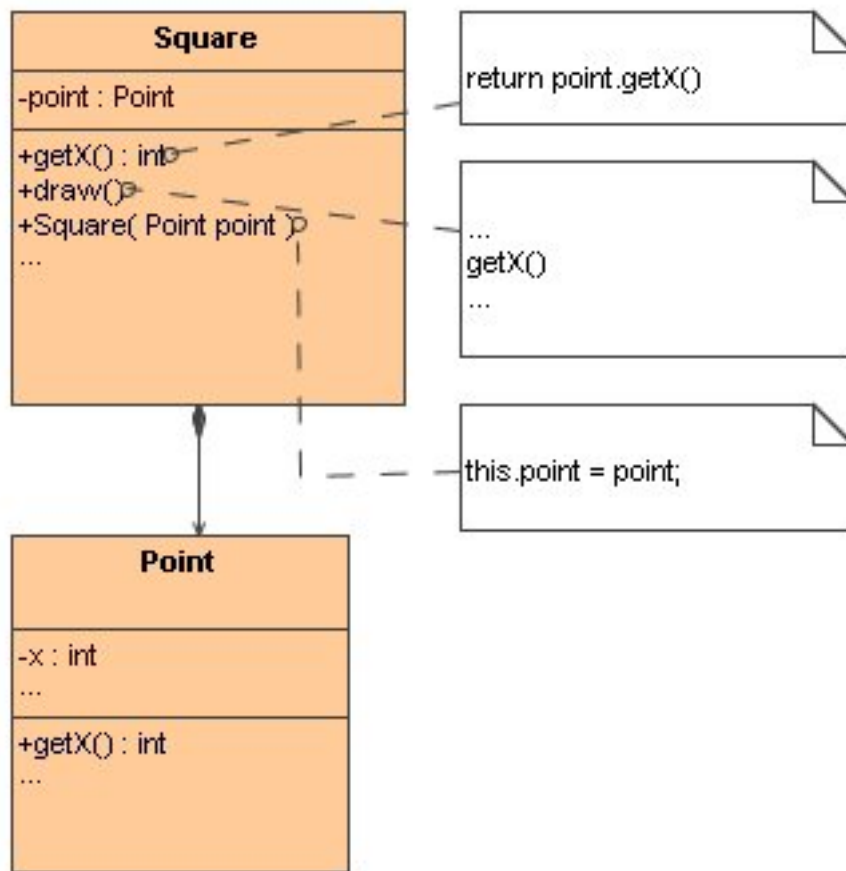 Square
-point : Point
+getX() : int
+draw()
+Square( Point point )
...
return point.getX()
...
getX()
...
this.point = point;
Point
-x : int
...
+getX() : int
...